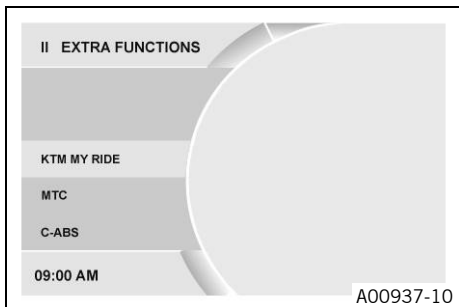 II EXTRA FUNCTIONS
KTM MY RIDE
MTC
C-ABS
09:00 AM
A00937-10